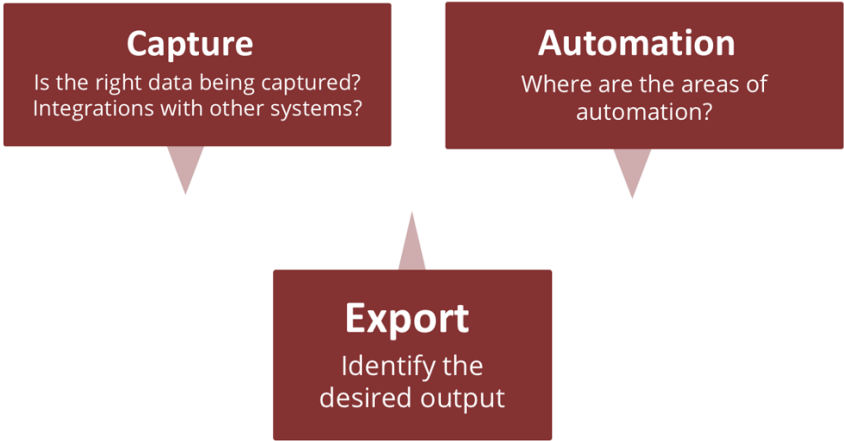 Capture
Is the right data being captured?
Integrations with other systems?
Automation
Where are the areas of
automation?
Export
Identify the
desired output